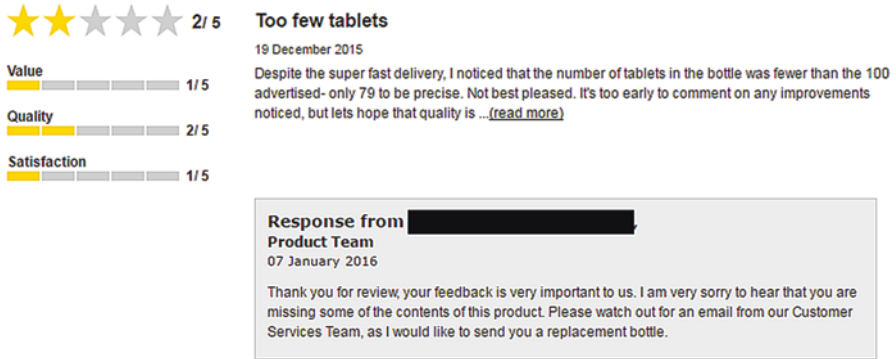 2/ 5
Value
1/5
Quality
2/5
Satisfaction
1/5
Too few tablets
19 December 2015
Despite the super fast delivery, I noticed that the number of tablets in the bottle was fewer than the 100
advertised- only 79 to be precise. Not best pleased. It's too early to comment on any improvements
noticed, but lets hope that quality is ...(read more)
Response from
Product Team
07 January 2016
Thank you for review, your feedback is very important to us. I am very sorry to hear that you are
missing some of the contents of this product. Please watch out for an email from our Customer
Services Team, as I would like to send you a replacement bottle.